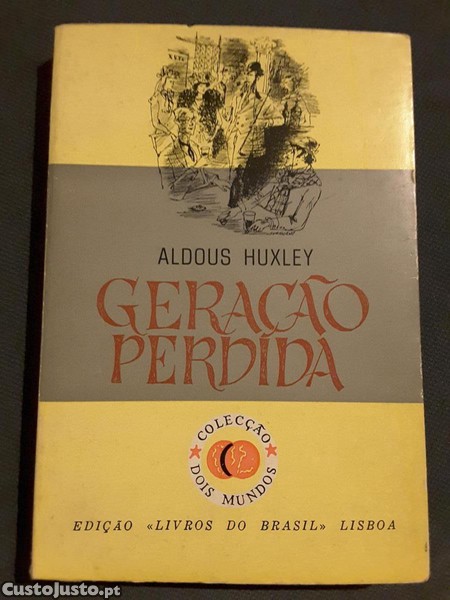 ALDOUS HUXLEY
GERAÇÃO
PERDIDA
COLECÇÃO
DOIS MUNDOS
EDIÇÃO «LIVROS DO BRASIL» LISBOA
CustoJusto.pt